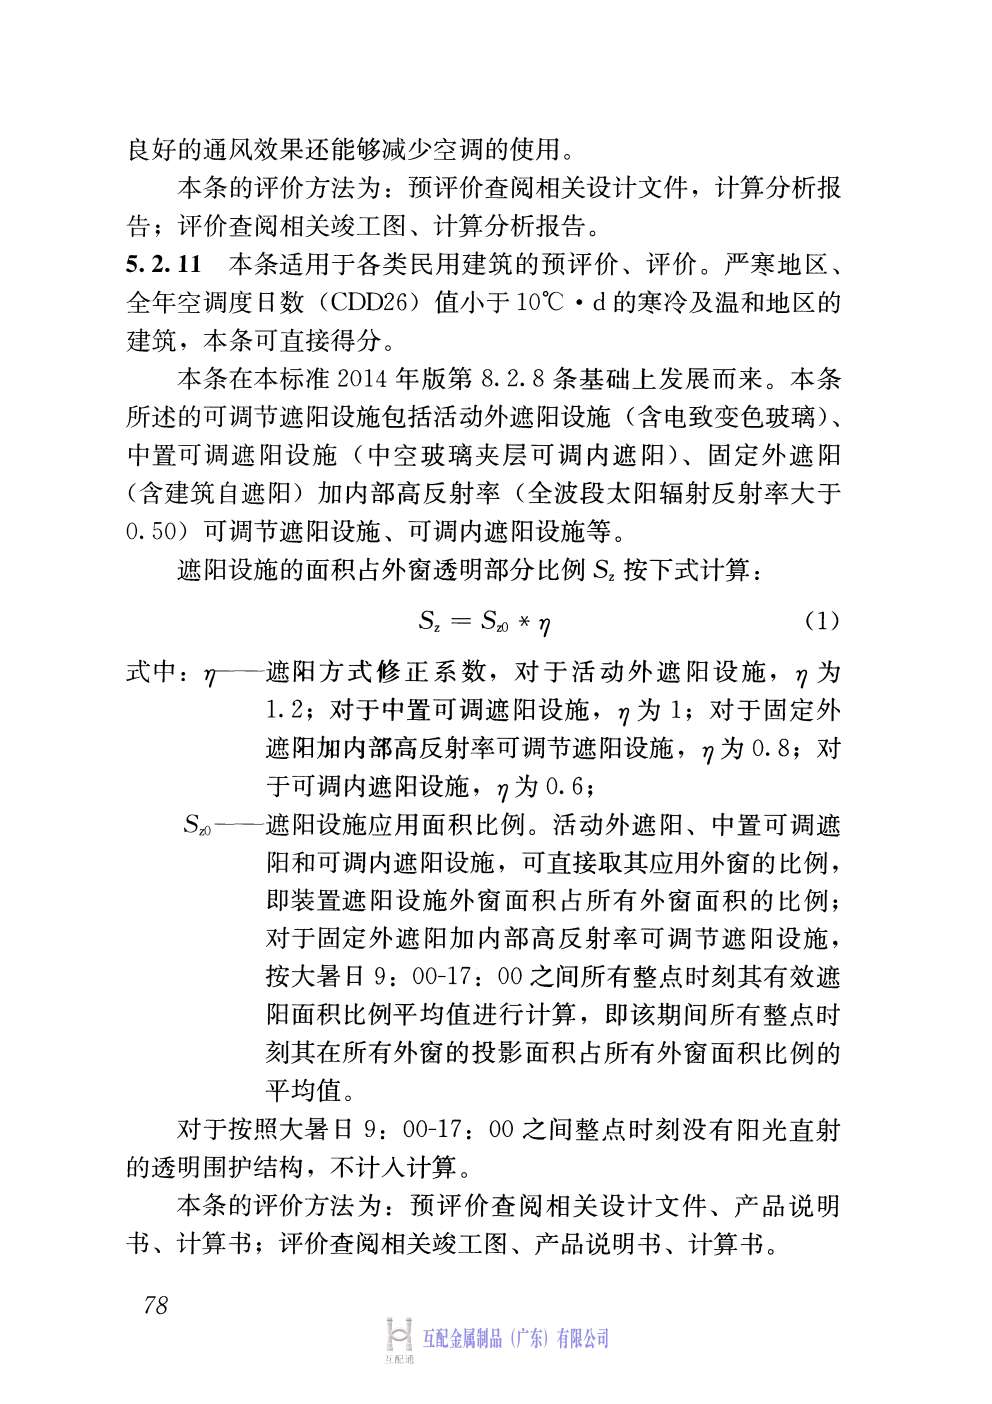 良好的通风效果还能够减少空调的使用。
本条的评价方法为：预评价查阅相关设计文件，计算分析报
告；评价查阅相关竣工图、计算分析报告。
5.2.11 本条适用于各类民用建筑的预评价、评价。严寒地区、
全年空调度日数（CDD26）值小于10℃·d的寒冷及温和地区的
建筑，本条可直接得分。
本条在本标准2014年版第8.2.8条基础上发展而来。本条
所述的可调节遮阳设施包括活动外遮阳设施（含电致变色玻璃）、
中置可调遮阳设施（中空玻璃夹层可调内遮阳）、固定外遮阳
（含建筑自遮阳）加内部高反射率（全波段太阳辐射反射率大于
0.50）可调节遮阳设施、可调内遮阳设施等。
遮阳设施的面积占外窗透明部分比例Sz按下式计算：
Sz = Sz0 * η （1）
式中：η——遮阳方式修正系数，对于活动外遮阳设施，η为
1.2；对于中置可调遮阳设施，η为1；对于固定外
遮阳加内部高反射率可调节遮阳设施，η为0.8；对
于可调内遮阳设施，η为0.6；
Sz0——遮阳设施应用面积比例。活动外遮阳、中置可调遮
阳和可调内遮阳设施，可直接取其应用外窗的比例，
即装置遮阳设施外窗面积占所有外窗面积的比例；
对于固定外遮阳加内部高反射率可调节遮阳设施，
按大暑日9：00-17：00之间所有整点时刻其有效遮
阳面积比例平均值进行计算，即该期间所有整点时
刻其在所有外窗的投影面积占所有外窗面积比例的
平均值。
对于按照大暑日9：00-17：00之间整点时刻没有阳光直射
的透明围护结构，不计入计算。
本条的评价方法为：预评价查阅相关设计文件、产品说明
书、计算书；评价查阅相关竣工图、产品说明书、计算书。
78
互配通
互配金属制品（广东）有限公司